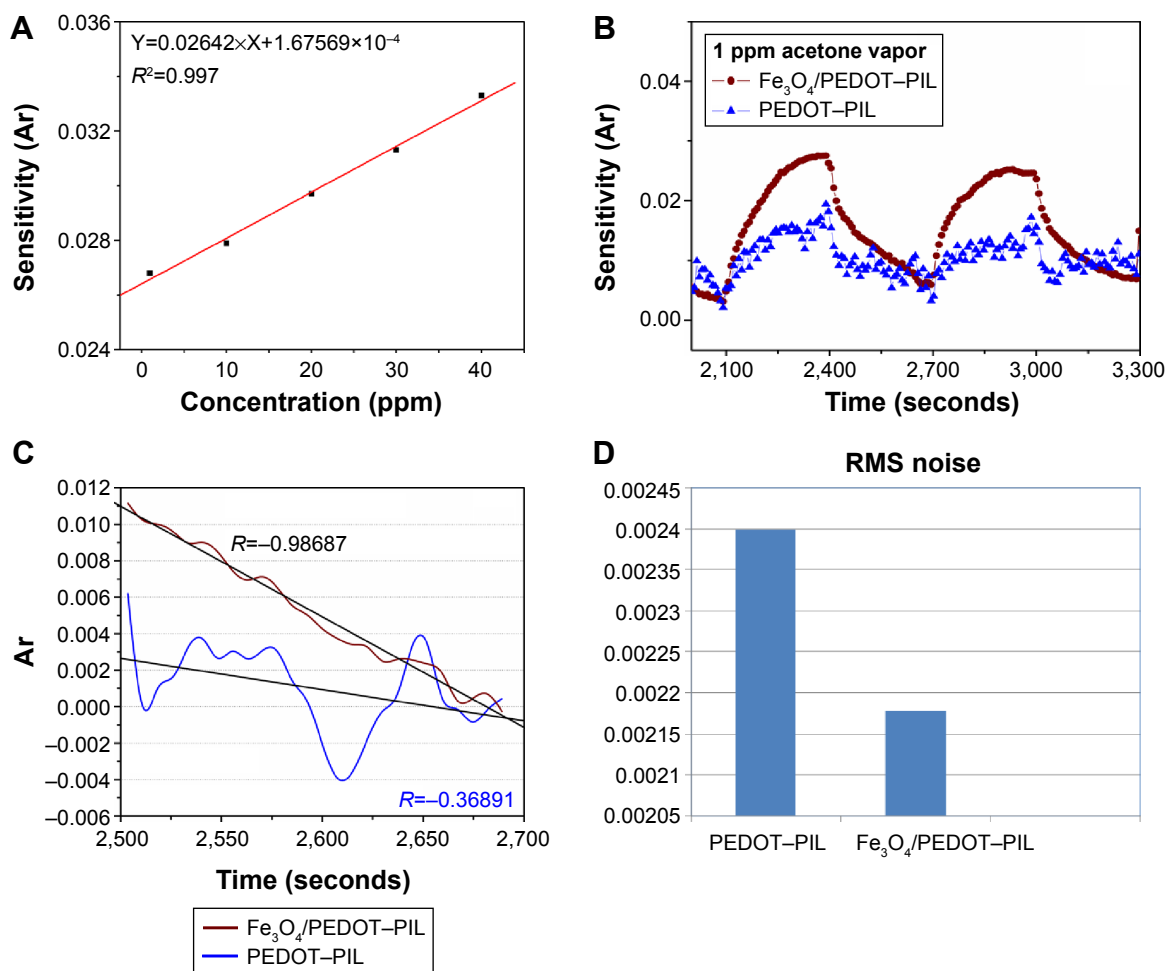 A
Y=0.02642×X+1.67569×10⁻⁴
R²=0.997
0.036
0.032
0.028
0.024
Sensitivity (Ar)
0 10 20 30 40
Concentration (ppm)
B
1 ppm acetone vapor
Fe₃O₄/PEDOT–PIL
PEDOT–PIL
0.04
0.02
0.00
Sensitivity (Ar)
2,100 2,400 2,700 3,000 3,300
Time (seconds)
C
0.012
0.010
0.008
0.006
0.004
0.002
0.000
–0.002
–0.004
–0.006
Ar
R=–0.98687
R=–0.36891
2,500 2,550 2,600 2,650 2,700
Time (seconds)
Fe₃O₄/PEDOT–PIL
PEDOT–PIL
D
RMS noise
0.00245
0.0024
0.00235
0.0023
0.00225
0.0022
0.00215
0.0021
0.00205
PEDOT–PIL Fe₃O₄/PEDOT–PIL